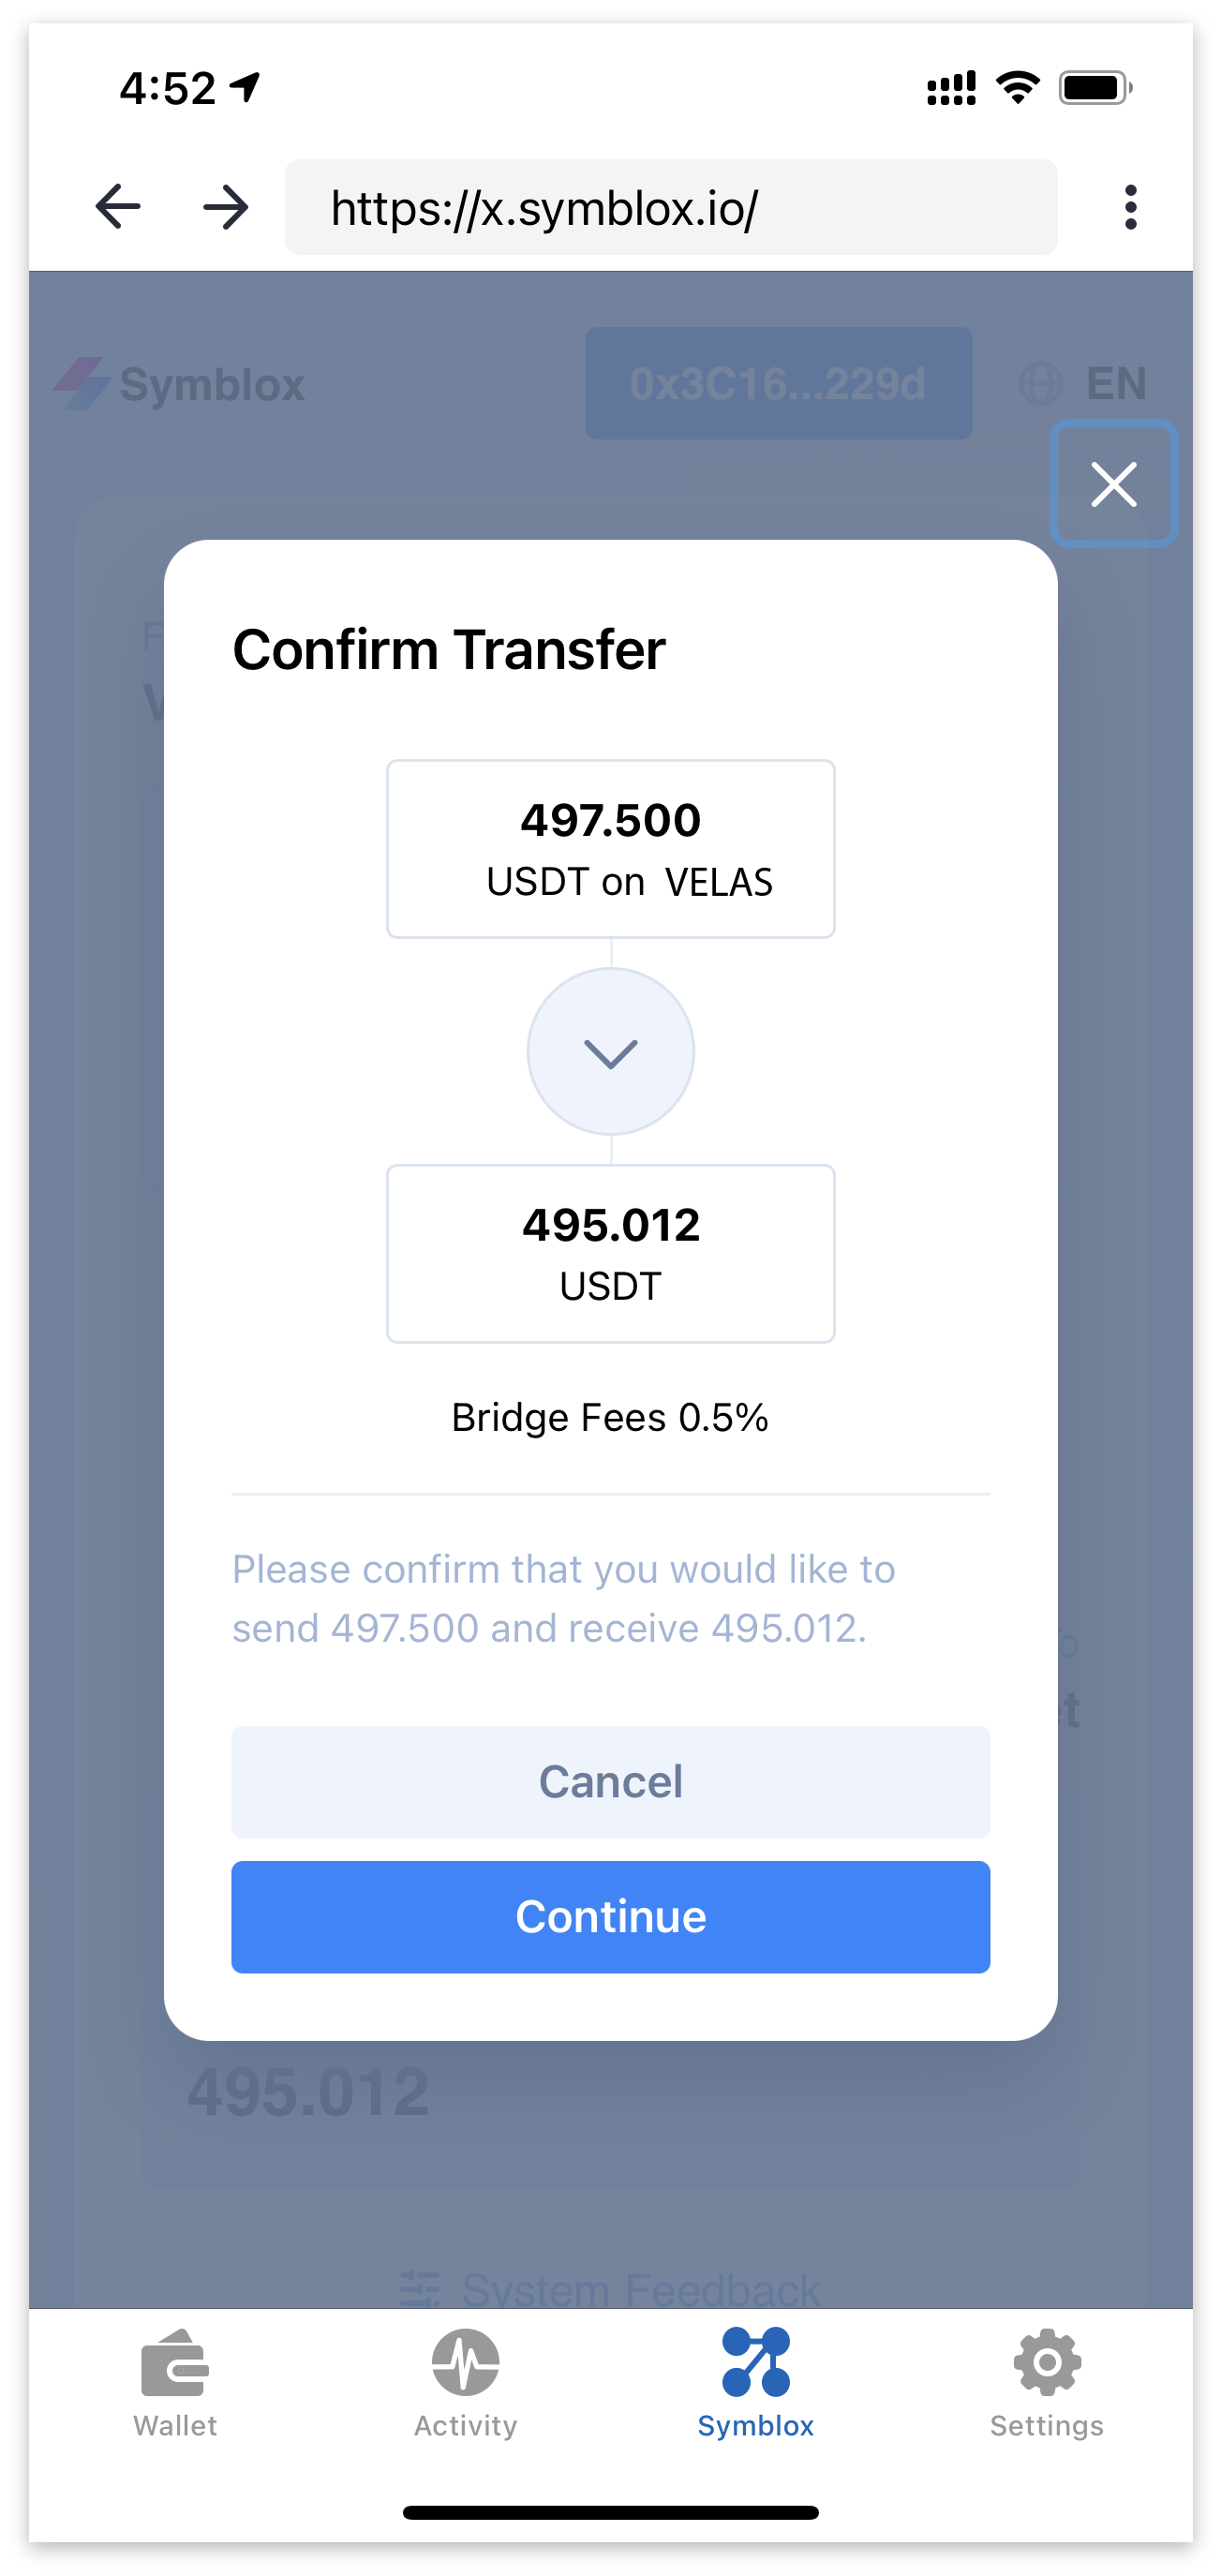 4:52
https://x.symblox.io/
Symblox
0x3C16...229d
EN
Confirm Transfer
497.500
USDT on VELAS
495.012
USDT
Bridge Fees 0.5%
Please confirm that you would like to
send 497.500 and receive 495.012.
Cancel
Continue
495.012
System Feedback
Wallet
Activity
Symblox
Settings